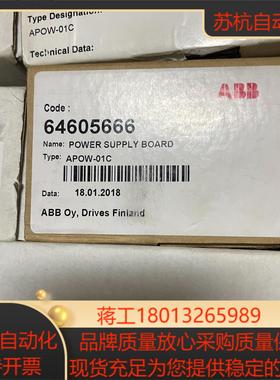 Type Designation
APOW-01C
苏杭自动
ABB
Code :
64605666
Name: POWER SUPPLY BOARD
Type: APOW-01C
Data: 18.01.2018
ABB Oy, Drives Finland
蒋工18013265989
自动化
品牌质量放心采购质量保
开票
现货充足为您提供稳定的